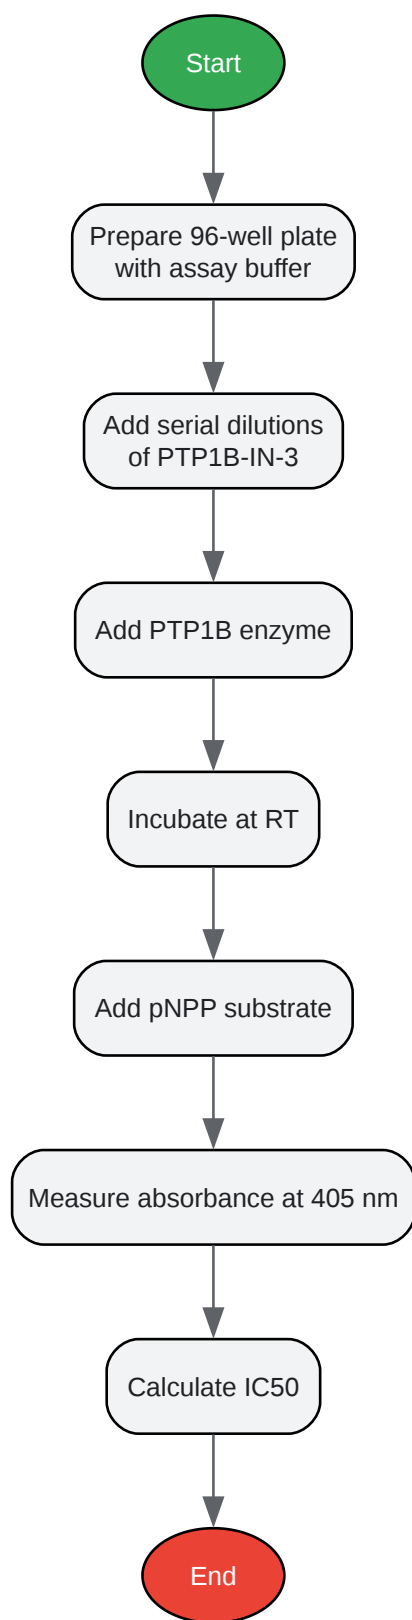 Start
Prepare 96-well plate
with assay buffer
Add serial dilutions
of PTP1B-IN-3
Add PTP1B enzyme
Incubate at RT
Add pNPP substrate
Measure absorbance at 405 nm
Calculate IC50
End